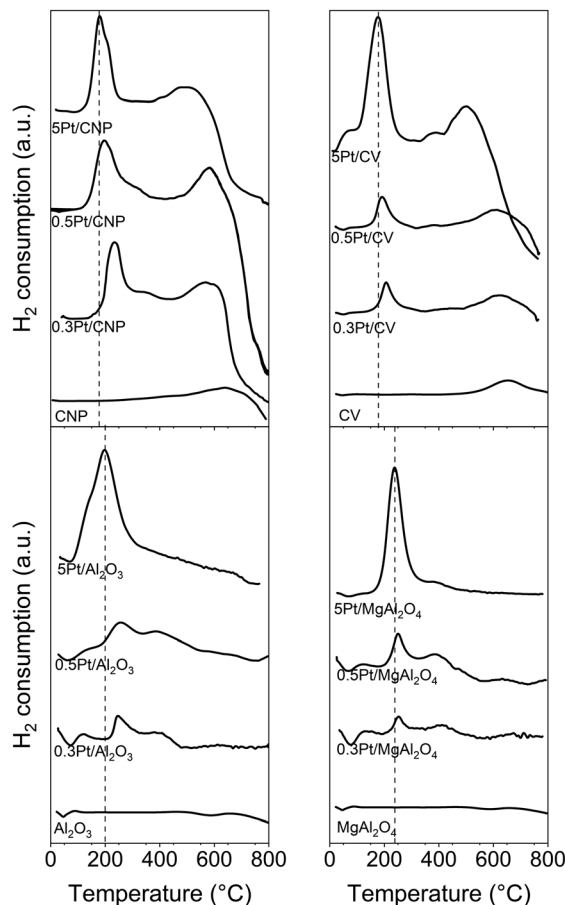 H₂ consumption (a.u.)
5Pt/CNP
0.5Pt/CNP
0.3Pt/CNP
CNP
5Pt/CV
0.5Pt/CV
0.3Pt/CV
CV
H₂ consumption (a.u.)
5Pt/Al₂O₃
0.5Pt/Al₂O₃
0.3Pt/Al₂O₃
Al₂O₃
5Pt/MgAl₂O₄
0.5Pt/MgAl₂O₄
0.3Pt/MgAl₂O₄
MgAl₂O₄
0 200 400 600 800
0 200 400 600 800
Temperature (°C)
Temperature (°C)